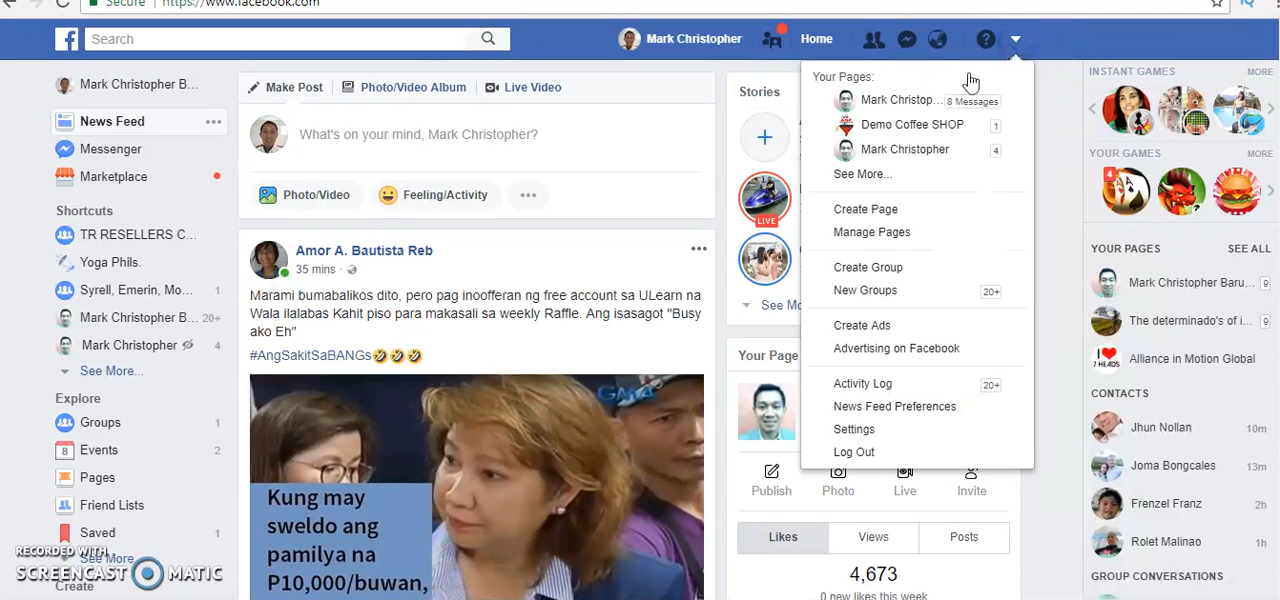 Secure https://www.facebook.com
Search
Mark Christopher
Home
Mark Christopher B...
News Feed
Messenger
Marketplace
Shortcuts
TR RESELLERS C...
Yoga Phils.
Syrell, Emerin, Mo... 1
Mark Christopher B... 20+
Mark Christopher 4
See More...
Explore
Groups 1
Events 2
Pages
Friend Lists
Saved 1
See More...
Create
RECORDED WITH
SCREENCAST MATIC
Make Post Photo/Video Album Live Video
What's on your mind, Mark Christopher?
Photo/Video Feeling/Activity
Amor A. Bautista Reb
35 mins
Marami bumabalikos dito, pero pag inoofferan ng free account sa ULearn na
Wala ilalabas Kahit piso para makasali sa weekly Raffle. Ang isasagot "Busy
ako Eh"
#AngSakitSaBANGs
GMA
Kung may
sweldo ang
pamilya na
P10,000/buwan,
Stories
LIVE
See Mo
Your Page
Your Pages:
Mark Christop... 8 Messages
Demo Coffee SHOP 1
Mark Christopher 4
See More...
Create Page
Manage Pages
Create Group
New Groups 20+
Create Ads
Advertising on Facebook
Activity Log 20+
News Feed Preferences
Settings
Log Out
Publish Photo Live Invite
Likes Views Posts
4,673
0 new likes this week
INSTANT GAMES MORE
YOUR GAMES MORE
4
YOUR PAGES SEE ALL
Mark Christopher Baru... 9
The determinado's of i... 9
I
7 HEADS
Alliance in Motion Global
CONTACTS
Jhun Nollan 10m
Joma Bongcales 13m
Frenzel Franz 2h
Rolet Malinao 1h
GROUP CONVERSATIONS